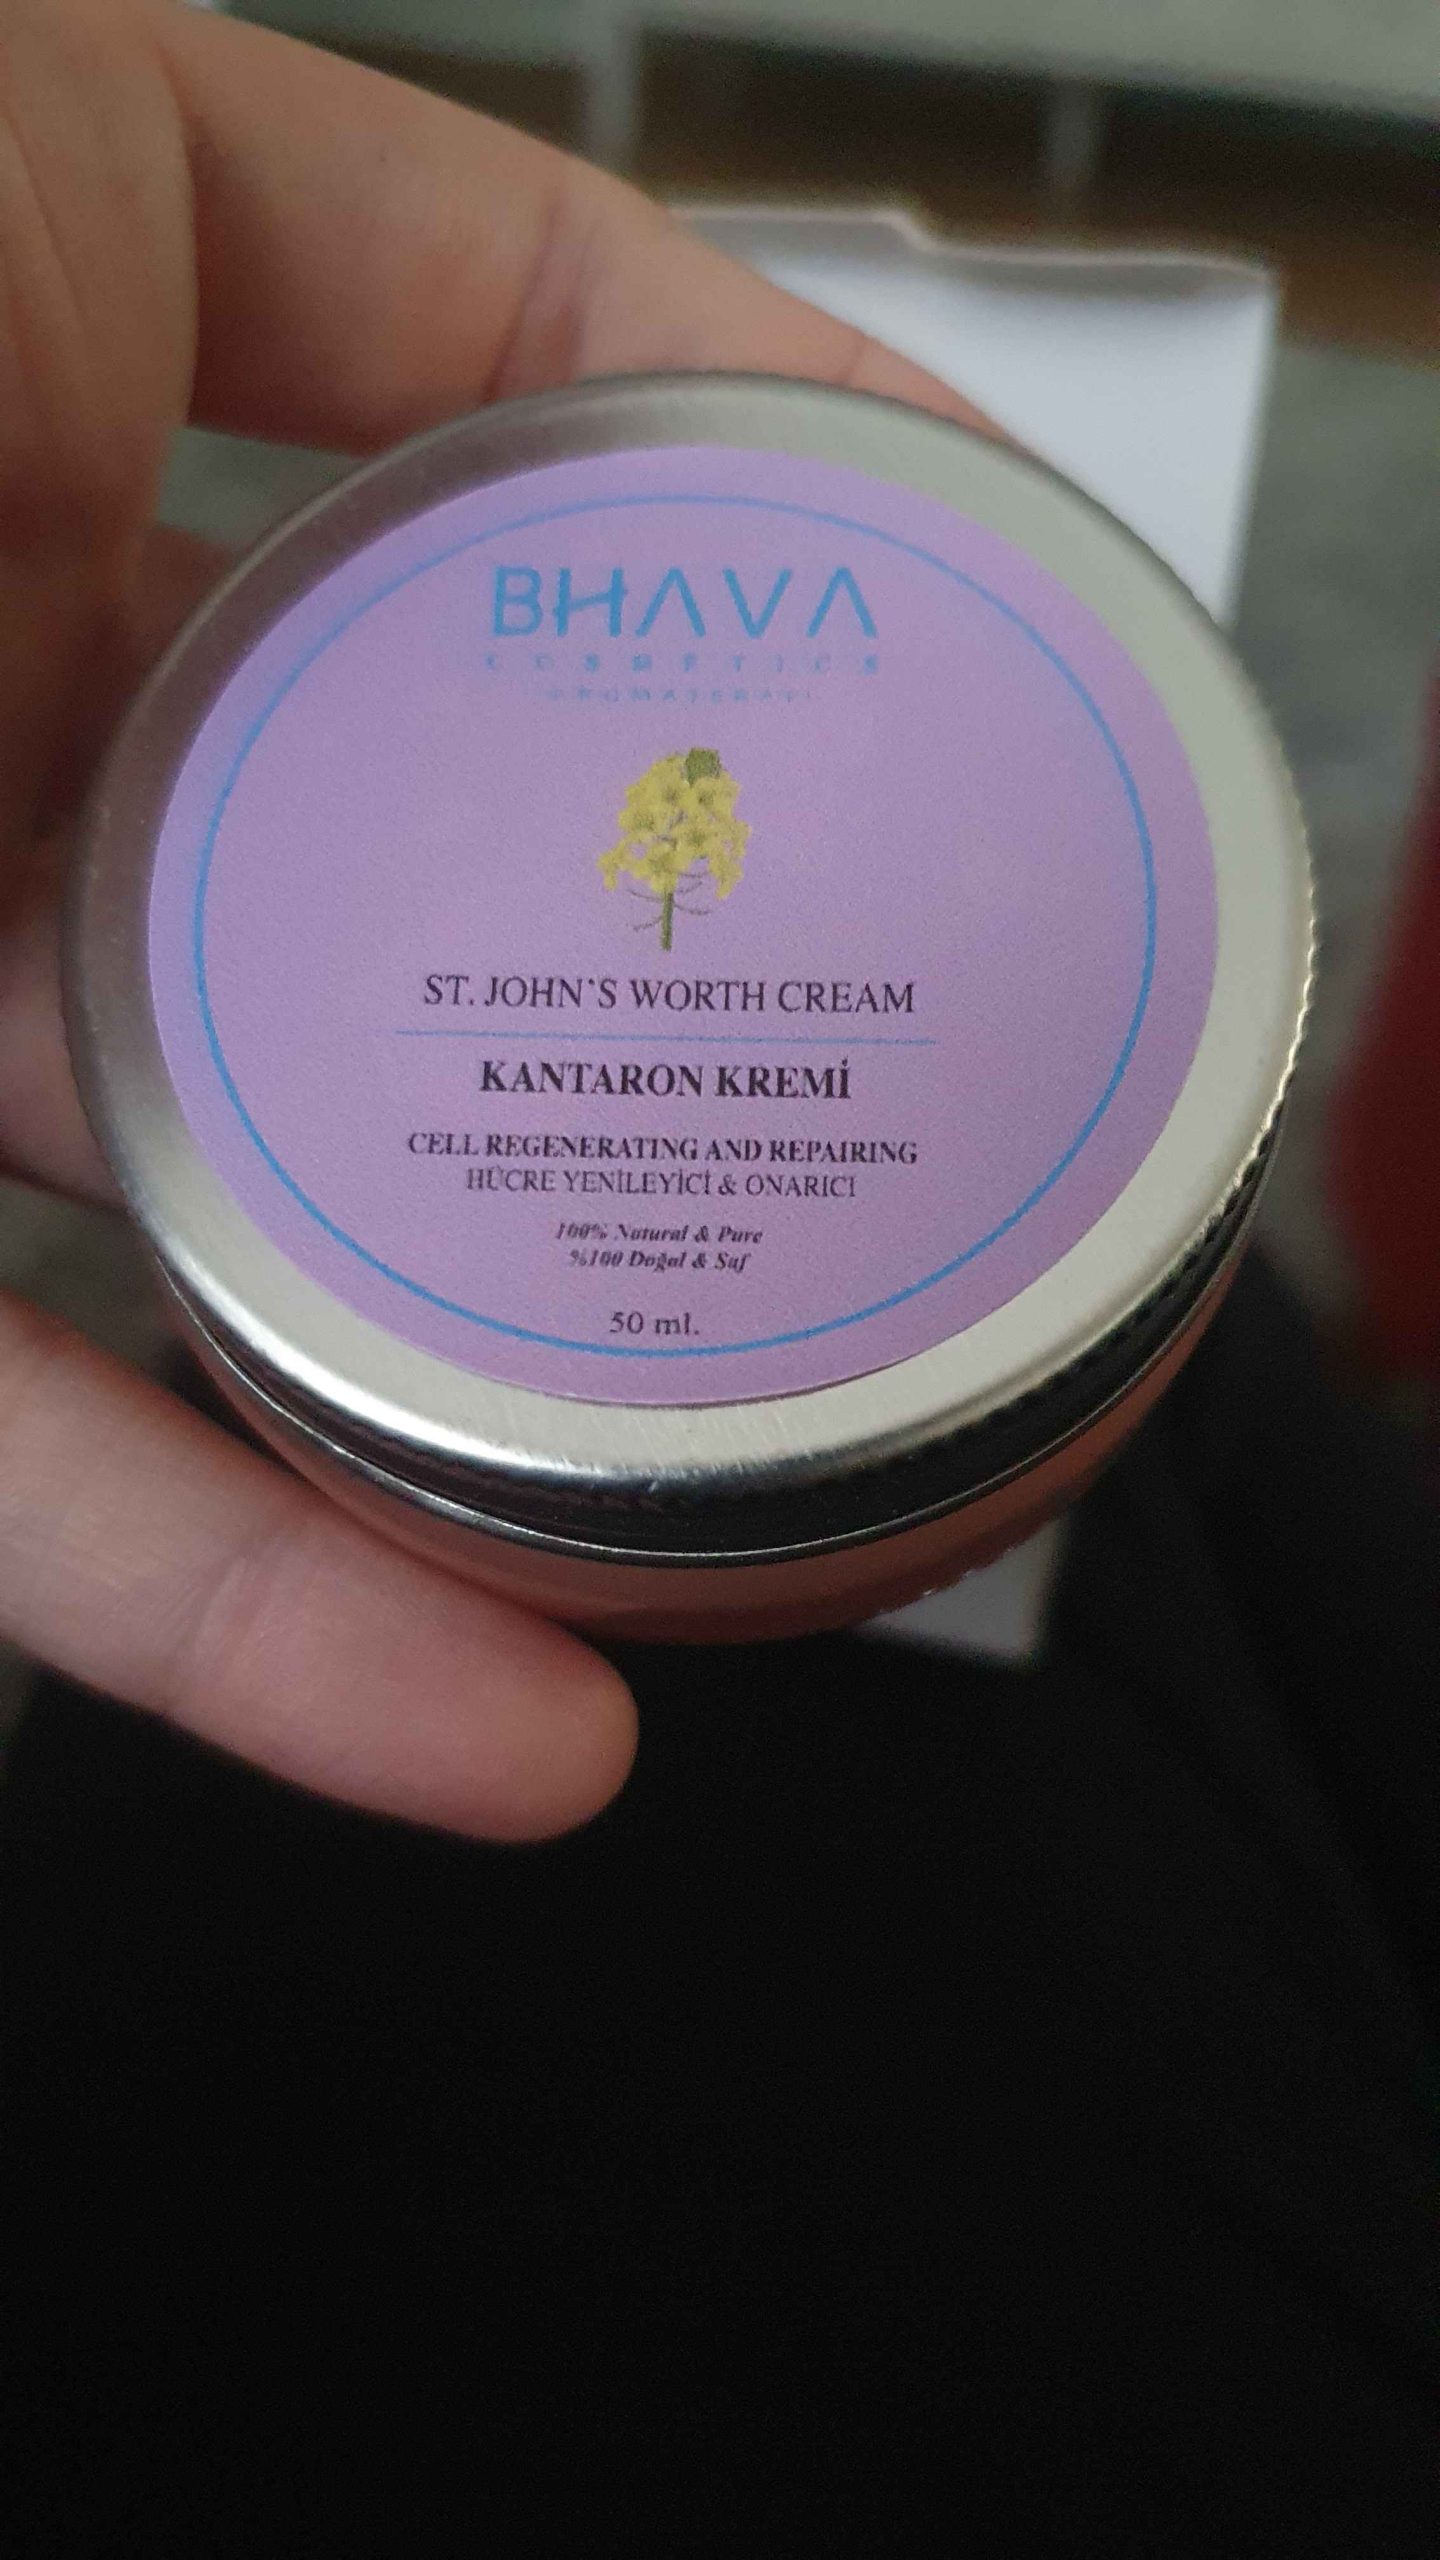 BHAVA
COSMETICS
AROMATERAPİ
ST. JOHN'S WORTH CREAM
KANTARON KREMİ
CELL REGENERATING AND REPAIRING
HÜCRE YENİLEYİCİ & ONARICI
100% Natural & Pure
%100 Doğal & Saf
50 ml.